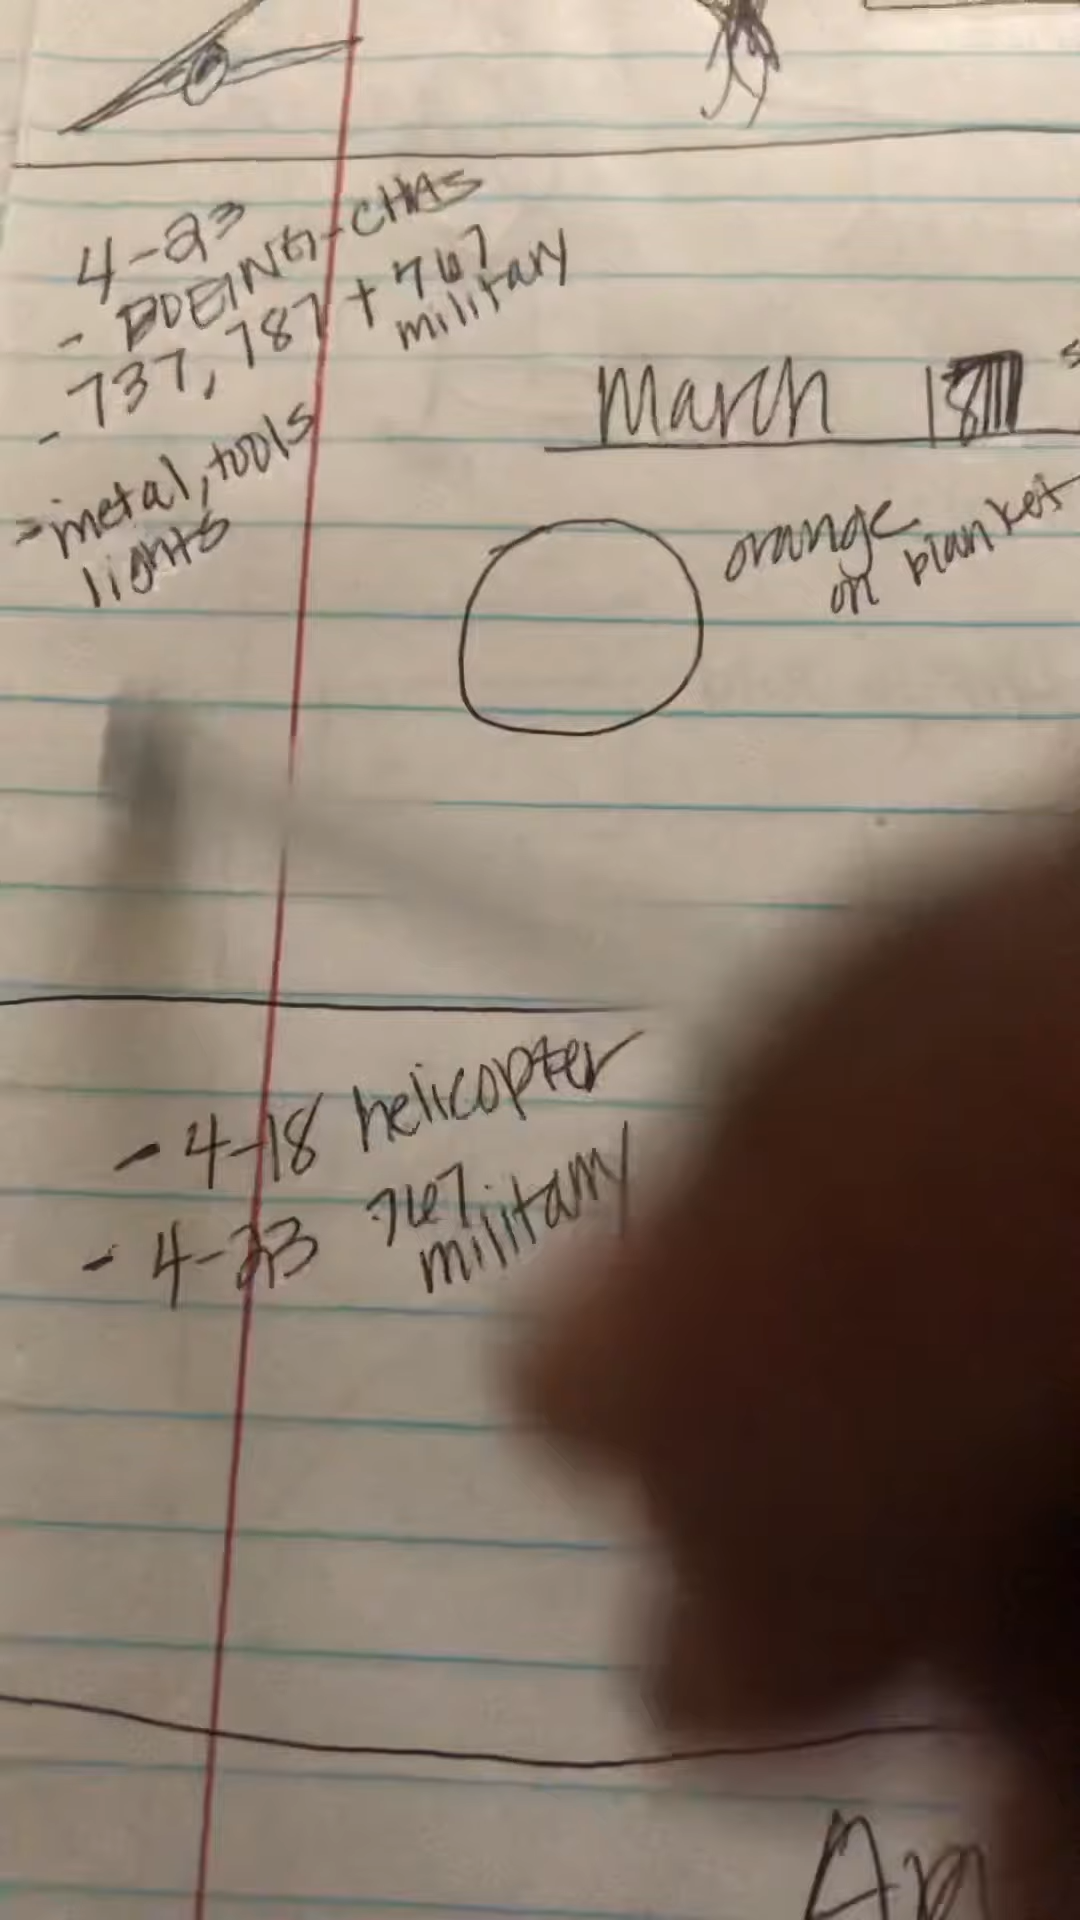 4-23
- BOEING-CHAS
- 737, 787 + 767
military
- metal, tools
lights
March 18
orange
on blanket
- 4-18 helicopter
- 4-23 767
military